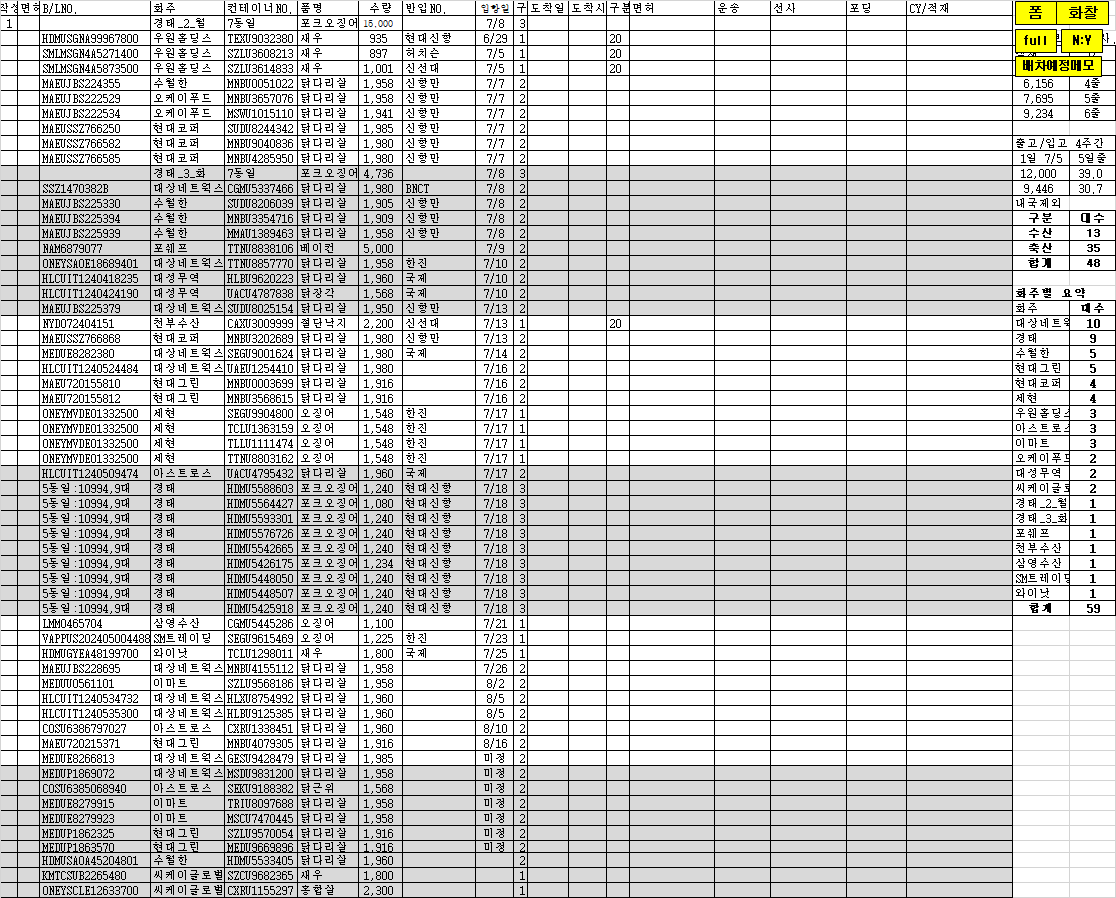 작성 면허 B/LNO. 화주 컨테이너NO. 품명 수량 반입NO. 입항일 구 도착일 도착시 구분 면허 운송 선사 포딩 CY/적재 폼 화찰
1 경태_2_월 7동일 포크오징어 15,000 7/8 3
HDMUSGNA99967800 우원홀딩스 TEXU9032380 새우 935 현대신항 6/29 1 20 full N:Y
SMLMSGN4A5271400 우원홀딩스 SZLU3608213 새우 897 허치슨 7/5 1 20
SMLMSGN4A5873500 우원홀딩스 SZLU3614833 새우 1,001 신선대 7/5 1 20 배차예정메모
MAEUJBS224355 수월한 MNBU0051022 닭다리살 1,958 신항만 7/7 2 6,156 4줄
MAEUJBS222529 오케이푸드 MNBU3657076 닭다리살 1,958 신항만 7/7 2 7,695 5줄
MAEUJBS222534 오케이푸드 MSWU1015110 닭다리살 1,941 신항만 7/7 2 9,234 6줄
MAEUSSZ766250 현대코퍼 SUDU8244342 닭다리살 1,985 신항만 7/7 2
MAEUSSZ766582 현대코퍼 MNBU9040836 닭다리살 1,980 신항만 7/7 2 출고/입고 4주간
MAEUSSZ766585 현대코퍼 MNBU4285950 닭다리살 1,980 신항만 7/7 2 1일 7/5 5일줄
경태_3_화 7동일 포크오징어 4,736 7/8 3 12,000 39.0
SSZ1470382B 대상네트웍스 CGMU5337466 닭다리살 1,980 BNCT 7/8 2 9,446 30.7
MAEUJBS225330 수월한 SUDU8206039 닭다리살 1,905 신항만 7/8 2 내국제외
MAEUJBS225394 수월한 MNBU3354716 닭다리살 1,909 신항만 7/8 2 구분 대수
MAEUJBS225939 수월한 MMAU1389463 닭다리살 1,958 신항만 7/8 2 수산 13
NAM6879077 포쉐프 TTNU8838106 베이컨 5,000 7/9 2 축산 35
ONEYSAOE18689401 대상네트웍스 TTNU8857770 닭다리살 1,958 한진 7/10 2 합계 48
HLCUIT1240418235 대성무역 HLBU9620223 닭다리살 1,960 국제 7/10 2
HLCUIT1240424190 대성무역 UACU4787838 닭장각 1,568 국제 7/10 2 화주별 요약
MAEUJBS225379 대상네트웍스 SUDU8025154 닭다리살 1,950 신항만 7/13 2 화주 대수
NYD072404151 천부수산 CAXU3009999 절단낙지 2,200 신선대 7/13 1 20 대상네트웍 10
MAEUSSZ766868 현대코퍼 MNBU3202689 닭다리살 1,980 신항만 7/13 2 경태 9
MEDUE8282380 대상네트웍스 SEGU9001624 닭다리살 1,980 국제 7/14 2 수월한 5
HLCUIT1240524484 대상네트웍스 UAEU1254410 닭다리살 1,980 7/16 2 현대그린 5
MAEU720155810 현대그린 MNBU0003699 닭다리살 1,916 7/16 2 현대코퍼 4
MAEU720155812 현대그린 MNBU3568615 닭다리살 1,916 7/16 2 세현 4
ONEYMVDE01332500 세현 SEGU9904800 오징어 1,548 한진 7/17 1 우원홀딩스 3
ONEYMVDE01332500 세현 TCLU1363159 오징어 1,548 한진 7/17 1 아스트로스 3
ONEYMVDE01332500 세현 TLLU1111474 오징어 1,548 한진 7/17 1 이마트 3
ONEYMVDE01332500 세현 TTNU8803162 오징어 1,548 한진 7/17 1 오케이푸드 2
HLCUIT1240509474 아스트로스 UACU4795432 닭다리살 1,960 국제 7/17 2 대성무역 2
5동일:10994,9대 경태 HDMU5588603 포크오징어 1,240 현대신항 7/18 3 씨케이글로 2
5동일:10994,9대 경태 HDMU5564427 포크오징어 1,080 현대신항 7/18 3 경태_2_월 1
5동일:10994,9대 경태 HDMU5593301 포크오징어 1,240 현대신항 7/18 3 경태_3_화 1
5동일:10994,9대 경태 HDMU5576726 포크오징어 1,240 현대신항 7/18 3 포쉐프 1
5동일:10994,9대 경태 HDMU5542665 포크오징어 1,240 현대신항 7/18 3 천부수산 1
5동일:10994,9대 경태 HDMU5426175 포크오징어 1,234 현대신항 7/18 3 삼영수산 1
5동일:10994,9대 경태 HDMU5448050 포크오징어 1,240 현대신항 7/18 3 SM트레이딩 1
5동일:10994,9대 경태 HDMU5448507 포크오징어 1,240 현대신항 7/18 3 와이낫 1
5동일:10994,9대 경태 HDMU5425918 포크오징어 1,240 현대신항 7/18 3 합계 59
LMM0465704 삼영수산 CGMU5445286 오징어 1,100 7/21 1
VAPPUS202405004488 SM트레이딩 SEGU9615469 오징어 1,225 한진 7/23 1
HDMUGYEA48199700 와이낫 TCLU1298011 새우 1,800 국제 7/25 1
MAEUJBS228695 대상네트웍스 MNBU4155112 닭다리살 1,958 7/26 2
MEDUU0561101 이마트 SZLU9568186 닭다리살 1,958 8/2 2
HLCUIT1240534732 대상네트웍스 HLXU8754992 닭다리살 1,960 8/5 2
HLCUIT1240535300 대상네트웍스 HLBU9125385 닭다리살 1,960 8/5 2
COSU6386797027 아스트로스 CXRU1338451 닭다리살 1,960 8/10 2
MAEU720215371 현대그린 MNBU4079305 닭다리살 1,916 8/16 2
MEDUE8266813 대상네트웍스 GESU9428479 닭다리살 1,985 미정 2
MEDUP1869072 대상네트웍스 MSDU9831200 닭다리살 1,958 미정 2
COSU6385068940 아스트로스 SEKU9188382 닭근위 1,568 미정 2
MEDUE8279915 이마트 TRIU8097688 닭다리살 1,958 미정 2
MEDUE8279923 이마트 MSCU7470445 닭다리살 1,958 미정 2
MEDUP1862325 현대그린 SZLU9570054 닭다리살 1,916 미정 2
MEDUP1863570 현대그린 MEDU9669896 닭다리살 1,916 미정 2
HDMUSAOA45204801 수월한 HDMU5533405 닭다리살 1,960 2
KMTCSUB2265480 씨케이글로벌 SZCU9682365 새우 1,800 1
ONEYSCLE12633700 씨케이글로벌 CXRU1155297 홍합살 2,300 1